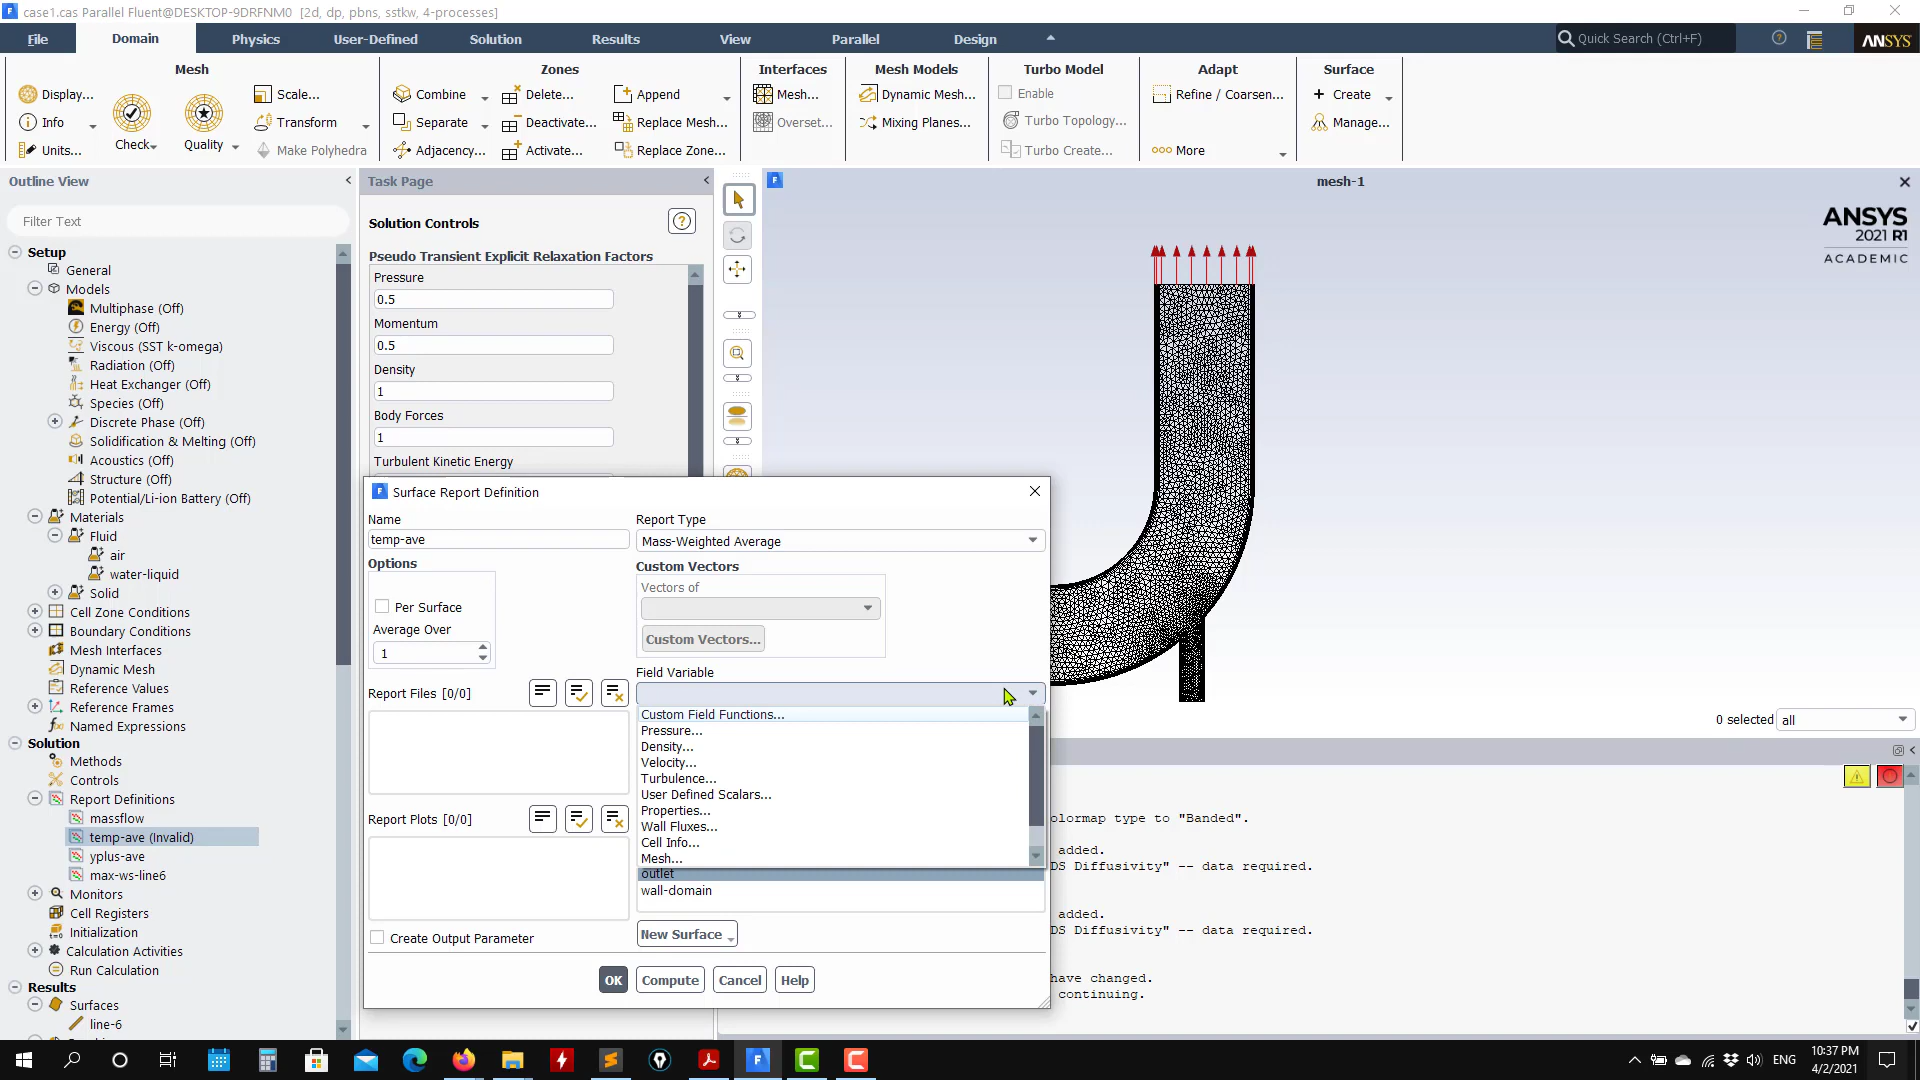 case1.cas Parallel Fluent@DESKTOP-9DRFNM0 [2d, dp, pbns, sstkw, 4-processes]
File
Domain
Physics
User-Defined
Solution
Results
View
Parallel
Design
Quick Search (Ctrl+F)
ANSYS
Mesh
Display...
Info
Units...
Check
Quality
Scale...
Transform
Make Polyhedra
Zones
Combine
Separate
Adjacency...
Delete...
Deactivate...
Activate...
Append
Replace Mesh...
Replace Zone...
Interfaces
Mesh...
Overset...
Mesh Models
Dynamic Mesh...
Mixing Planes...
Turbo Model
Enable
Turbo Topology...
Turbo Create...
Adapt
Refine / Coarsen...
More
Surface
Create
Manage...
Outline View
Filter Text
Setup
General
Models
Multiphase (Off)
Energy (Off)
Viscous (SST k-omega)
Radiation (Off)
Heat Exchanger (Off)
Species (Off)
Discrete Phase (Off)
Solidification & Melting (Off)
Acoustics (Off)
Structure (Off)
Potential/Li-ion Battery (Off)
Materials
Fluid
air
water-liquid
Solid
Cell Zone Conditions
Boundary Conditions
Mesh Interfaces
Dynamic Mesh
Reference Values
Reference Frames
Named Expressions
Solution
Methods
Controls
Report Definitions
massflow
temp-ave (Invalid)
yplus-ave
max-ws-line6
Monitors
Cell Registers
Initialization
Calculation Activities
Run Calculation
Results
Surfaces
line-6
Task Page
Solution Controls
Pseudo Transient Explicit Relaxation Factors
Pressure
0.5
Momentum
0.5
Density
1
Body Forces
1
Turbulent Kinetic Energy
mesh-1
ANSYS
2021 R1
ACADEMIC
0 selected all
Surface Report Definition
Name
temp-ave
Options
Per Surface
Average Over
1
Report Files [0/0]
Report Plots [0/0]
Create Output Parameter
Report Type
Mass-Weighted Average
Custom Vectors
Vectors of
Custom Vectors...
Field Variable
Custom Field Functions...
Pressure...
Density...
Velocity...
Turbulence...
User Defined Scalars...
Properties...
Wall Fluxes...
Cell Info...
Mesh...
outlet
wall-domain
New Surface
OK
Compute
Cancel
Help
olormap type to "Banded".
added.
DS Diffusivity" -- data required.
added.
DS Diffusivity" -- data required.
have changed.
continuing.
ENG
10:37 PM
4/2/2021